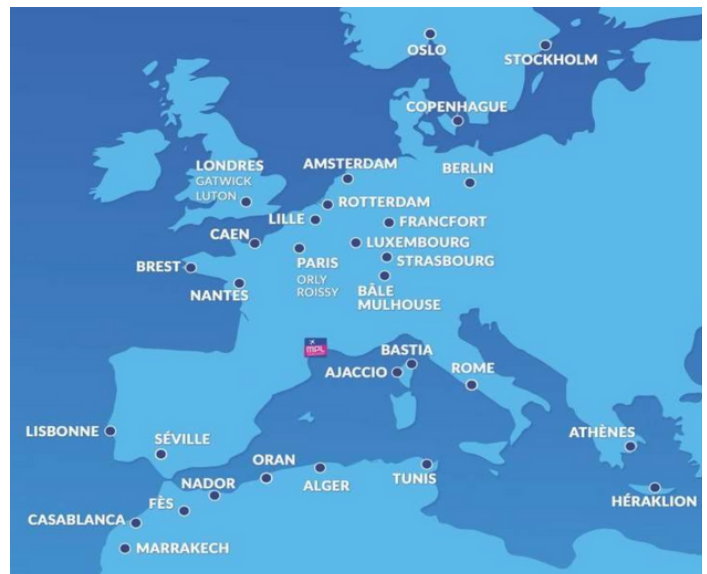 OSLO
STOCKHOLM
COPENHAGUE
LONDRES
GATWICK
LUTON
AMSTERDAM
BERLIN
ROTTERDAM
LILLE
FRANCFORT
CAEN
LUXEMBOURG
PARIS
ORLY
ROISSY
STRASBOURG
BREST
NANTES
BÂLE
MULHOUSE
mpl
BASTIA
AJACCIO
ROME
LISBONNE
SÉVILLE
ATHÈNES
ORAN
NADOR
ALGER
TUNIS
HÉRAKLION
FÈS
CASABLANCA
MARRAKECH